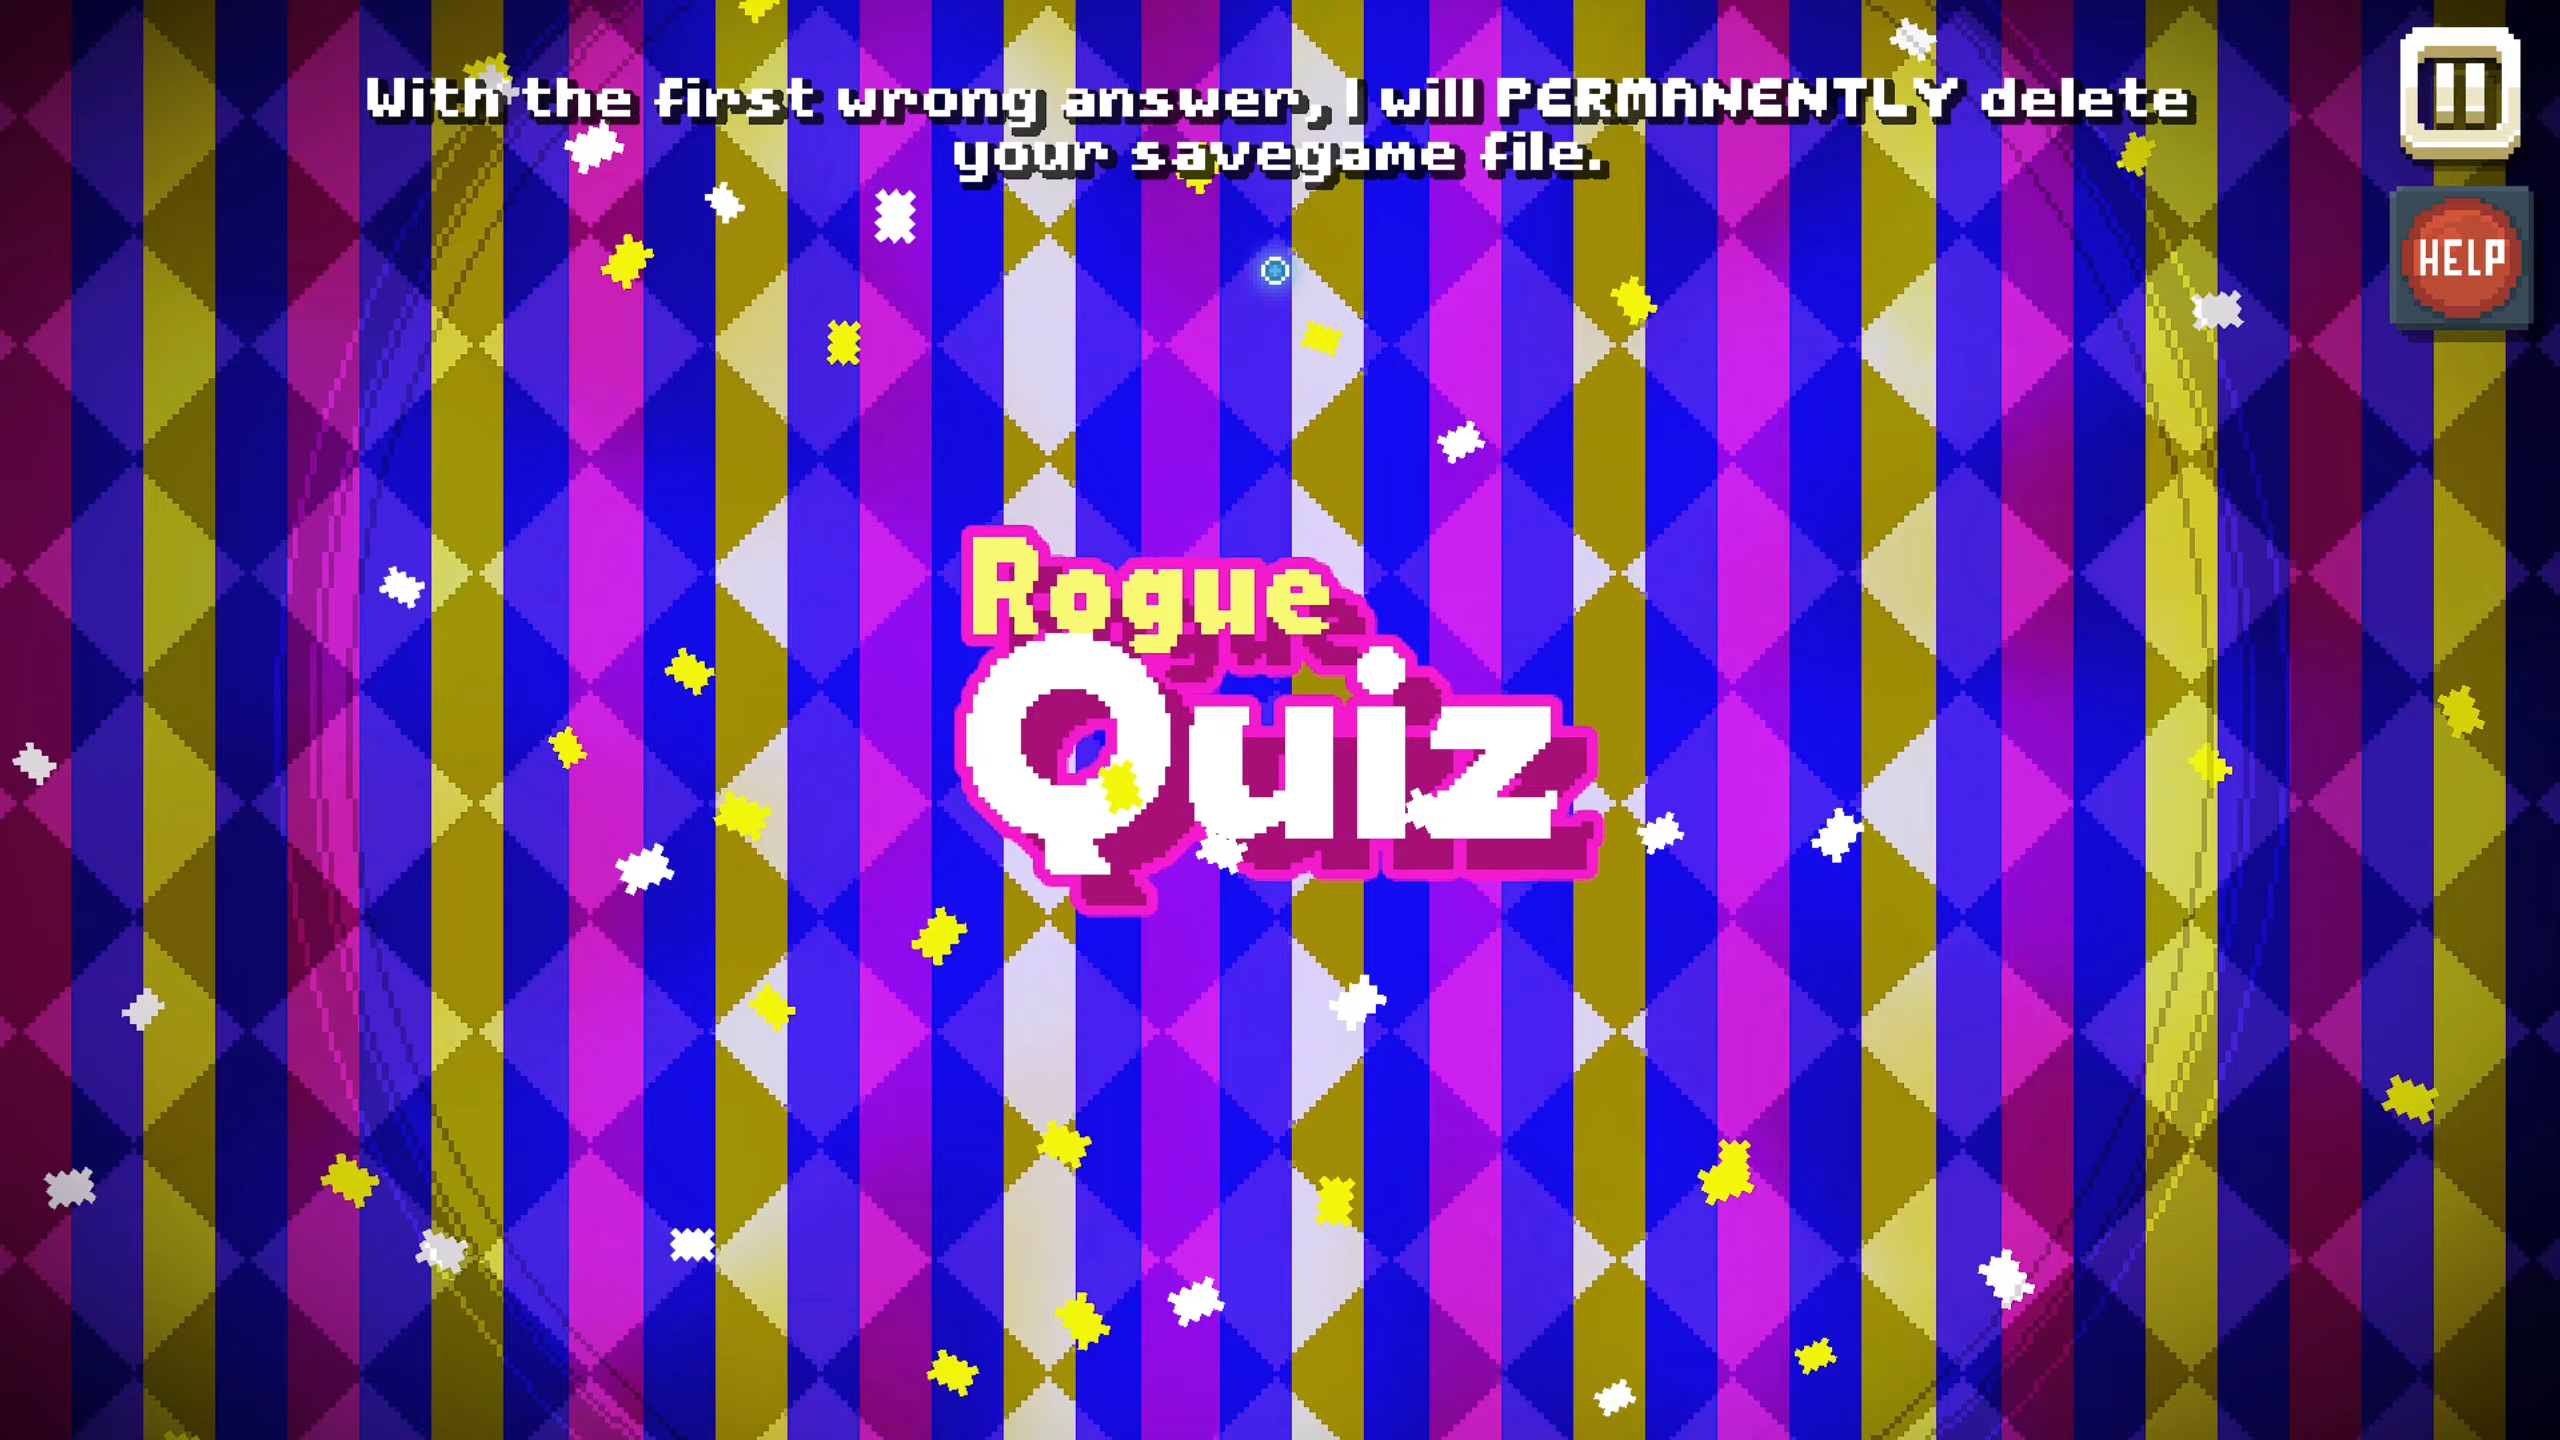 With the first wrong answer, I will PERMANENTLY delete
your savegame file.
HELP
Rogue
Quiz